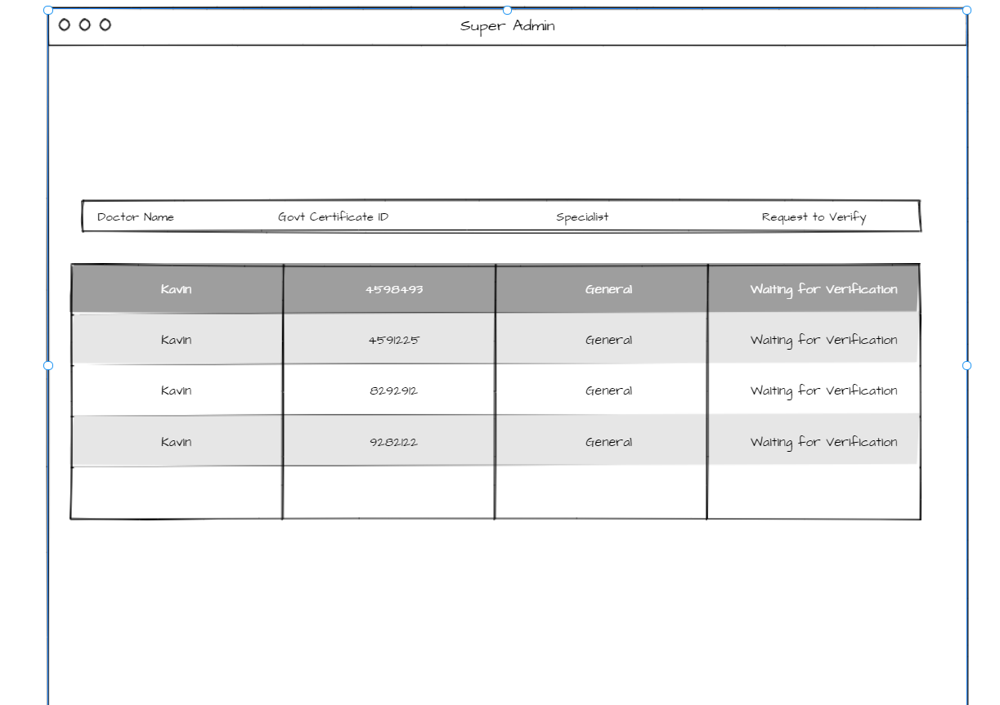 Super Admin
Doctor Name Govt Certificate ID Specialist Request to Verify
Kavin 4598493 General Waiting for Verification
Kavin 4591225 General Waiting for Verification
Kavin 8292912 General Waiting for Verification
Kavin 9282122 General Waiting for Verification